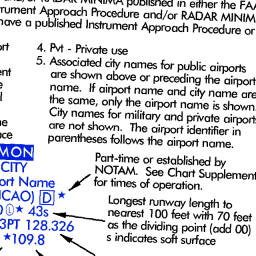 MINIMA published in either the FAA
Instrument Approach Procedure and/or RADAR MINIM
have a published Instrument Approach Procedure or
4. Pvt - Private use
5. Associated city names for public airports
are shown above or preceding the airport
name. If airport name and city name are
the same, only the airport name is shown.
City names for military and private airports
are not shown. The airport identifier in
parentheses follows the airport name.
MON
CITY
ort Name
ICAO) D ★
0 L ★ 43s
3PT 128.326
★109.8
Part-time or established by
NOTAM. See Chart Supplement
for times of operation.
Longest runway length to
nearest 100 feet with 70 feet
as the dividing point (add 00)
s indicates soft surface